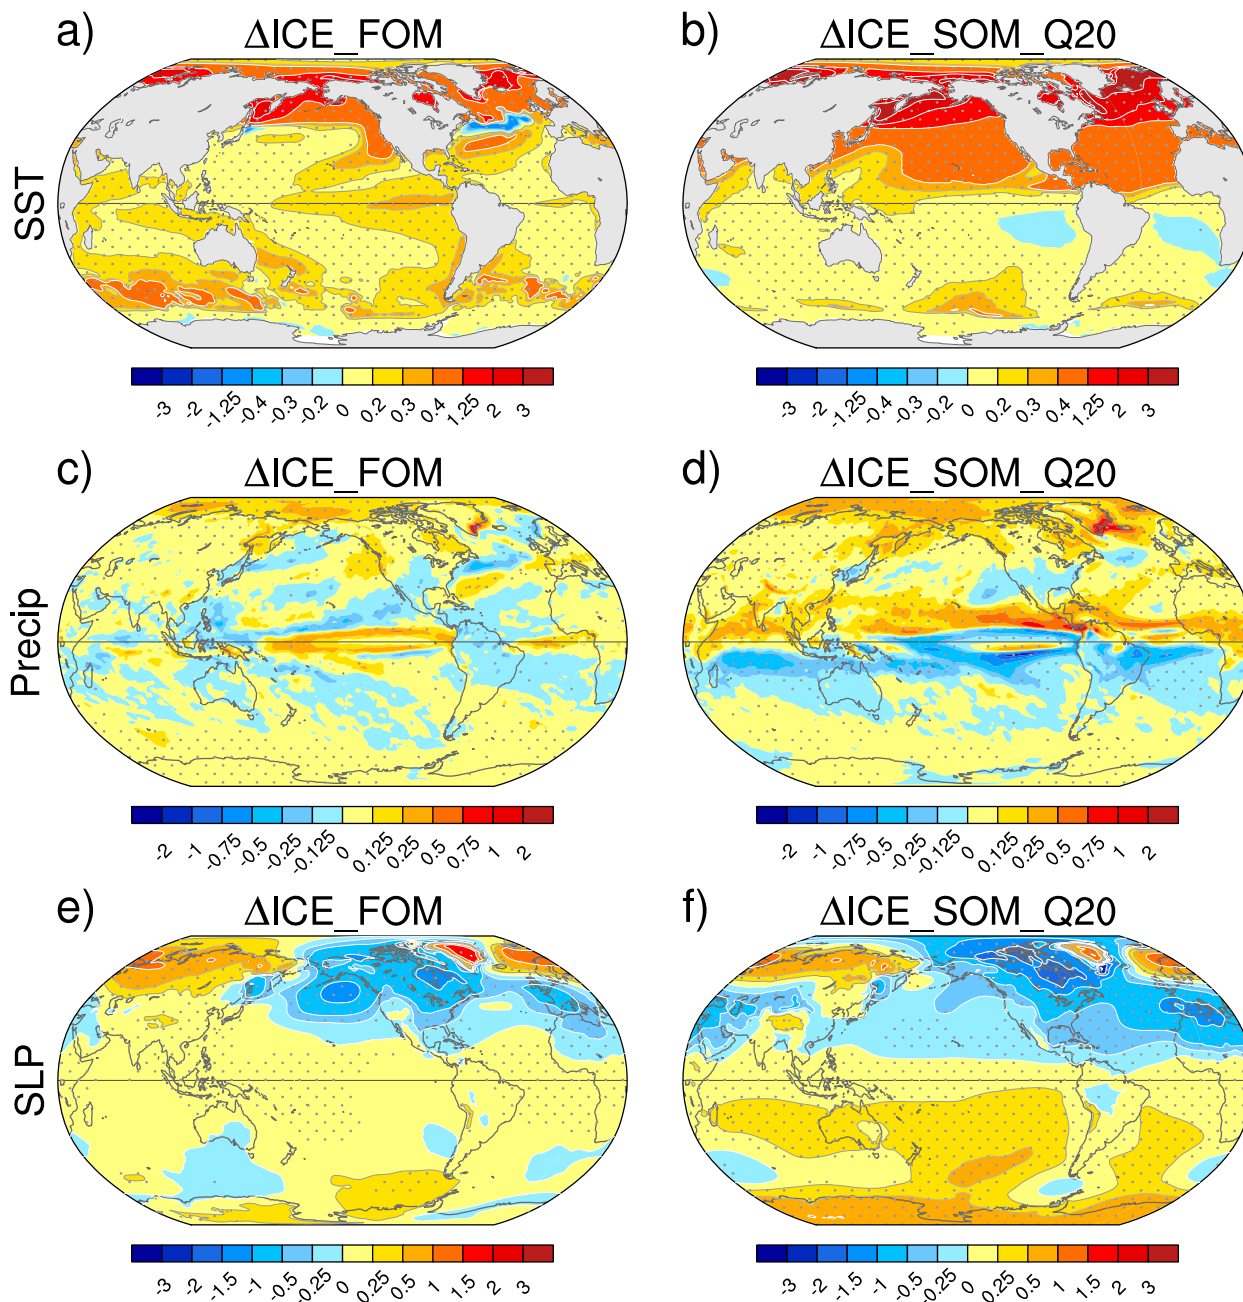 a) ΔICE_FOM
b) ΔICE_SOM_Q20
SST
-3 -2 -1.25 -0.4 -0.3 -0.2 0 0.2 0.3 0.4 1.25 2 3
-3 -2 -1.25 -0.4 -0.3 -0.2 0 0.2 0.3 0.4 1.25 2 3
c) ΔICE_FOM
d) ΔICE_SOM_Q20
Precip
-2 -1 -0.75 -0.5 -0.25 -0.125 0 0.125 0.25 0.5 0.75 1 2
-2 -1 -0.75 -0.5 -0.25 -0.125 0 0.125 0.25 0.5 0.75 1 2
e) ΔICE_FOM
f) ΔICE_SOM_Q20
SLP
-3 -2 -1.5 -1 -0.5 -0.25 0 0.25 0.5 1 1.5 2 3
-3 -2 -1.5 -1 -0.5 -0.25 0 0.25 0.5 1 1.5 2 3